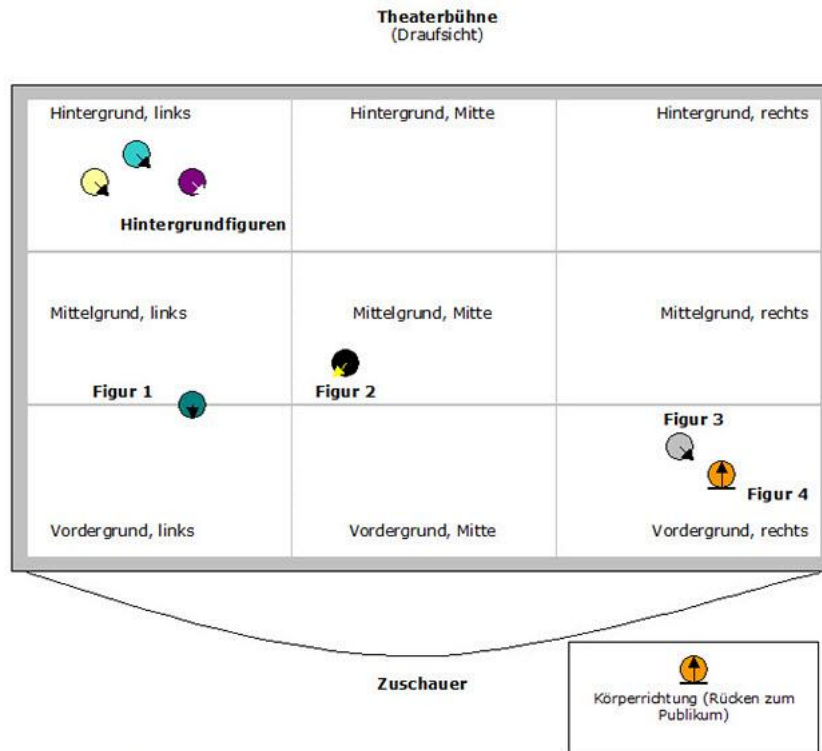 Theaterbühne
(Draufsicht)
Hintergrund, links
Hintergrund, Mitte
Hintergrund, rechts
Hintergrundfiguren
Mittelgrund, links
Mittelgrund, Mitte
Mittelgrund, rechts
Figur 1
Figur 2
Figur 3
Figur 4
Vordergrund, links
Vordergrund, Mitte
Vordergrund, rechts
Zuschauer
Körperrichtung (Rücken zum
Publikum)